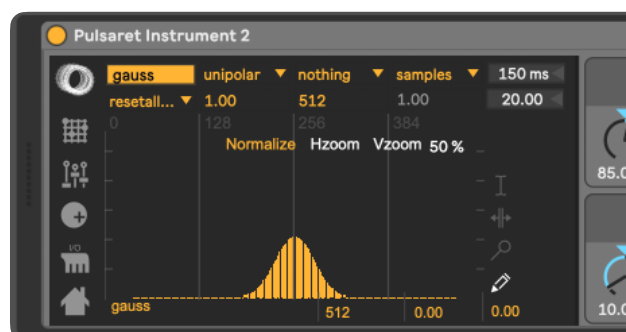 Pulsaret Instrument 2
gauss unipolar nothing samples 150 ms
resetall... 1.00 512 1.00 20.00
0 128 256 384
Normalize Hzoom Vzoom 50 %
85.0
I/O
gauss 512 0.00 0.00 10.0